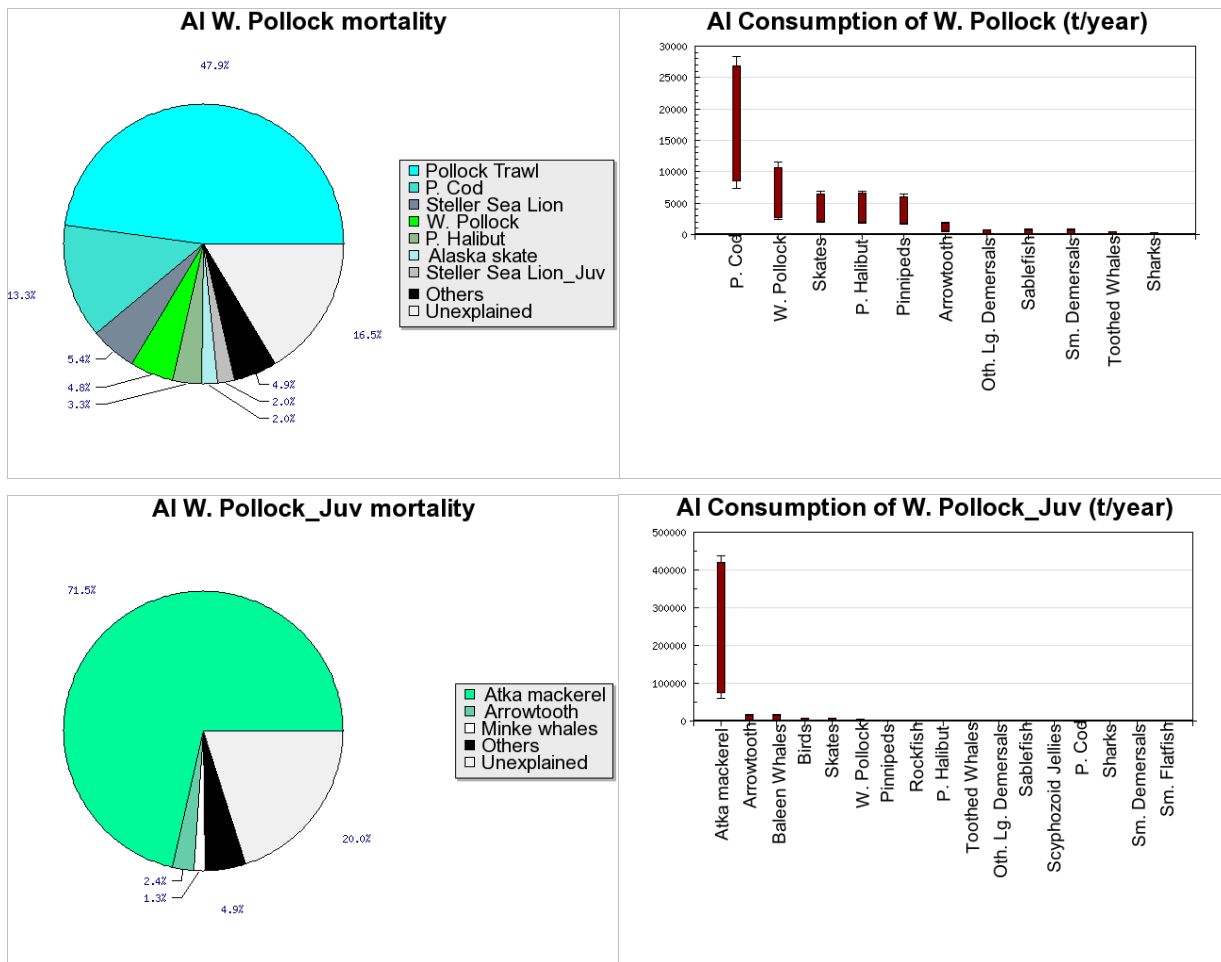 AI W. Pollock mortality
47.9%
13.3%
5.4%
4.8%
3.3%
2.0%
2.0%
4.9%
16.5%
Pollock Trawl
P. Cod
Steller Sea Lion
W. Pollock
P. Halibut
Alaska skate
Steller Sea Lion_Juv
Others
Unexplained
AI Consumption of W. Pollock (t/year)
30000
25000
20000
15000
10000
5000
0
P. Cod
W. Pollock
Skates
P. Halibut
Pinnipeds
Arrowtooth
Oth. Lg. Demersals
Sablefish
Sm. Demersals
Toothed Whales
Sharks
AI W. Pollock_Juv mortality
71.5%
2.4%
1.3%
4.9%
20.0%
Atka mackerel
Arrowtooth
Minke whales
Others
Unexplained
AI Consumption of W. Pollock_Juv (t/year)
500000
400000
300000
200000
100000
0
Atka mackerel
Arrowtooth
Baleen Whales
Birds
Skates
W. Pollock
Pinnipeds
Rockfish
P. Halibut
Toothed Whales
Oth. Lg. Demersals
Sablefish
Scyphozoid Jellies
P. Cod
Sharks
Sm. Demersals
Sm. Flatfish